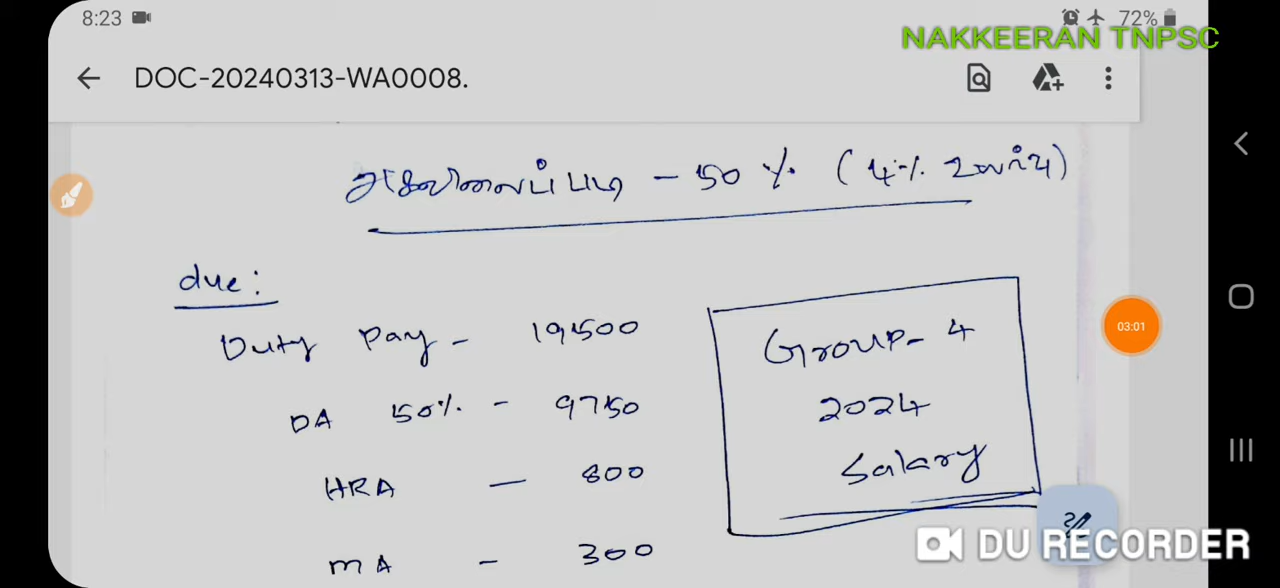 8:23 72%
NAKKEERAN TNPSC
DOC-20240313-WA0008.
அகவிலைப்படி - 50 % (4% உயர்வு)
due:
Duty Pay - 19500
DA 50% - 9750
HRA - 800
MA - 300
Group-4
2024
Salary
03:01
DU RECORDER